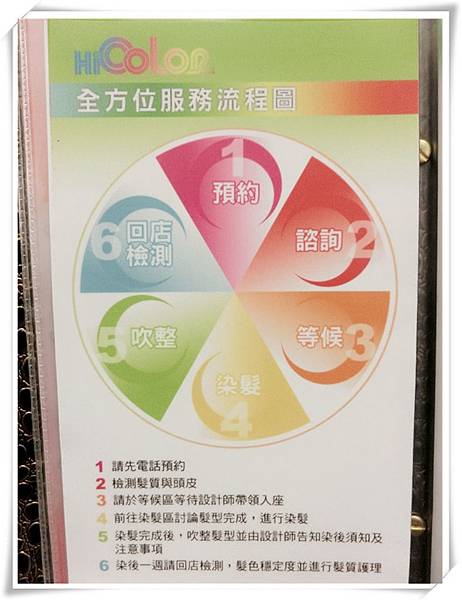 HiColor
全方位服務流程圖
1
預約
諮詢
2
等候
3
染髮
4
5
吹整
6
回店
檢測
1 請先電話預約
2 檢測髮質與頭皮
3 請於等候區等待設計師帶領入座
4 前往染髮區討論髮型完成，進行染髮
5 染髮完成後，吹整髮型並由設計師告知染後須知及
注意事項
6 染後一週請回店檢測，髮色穩定度並進行髮質護理